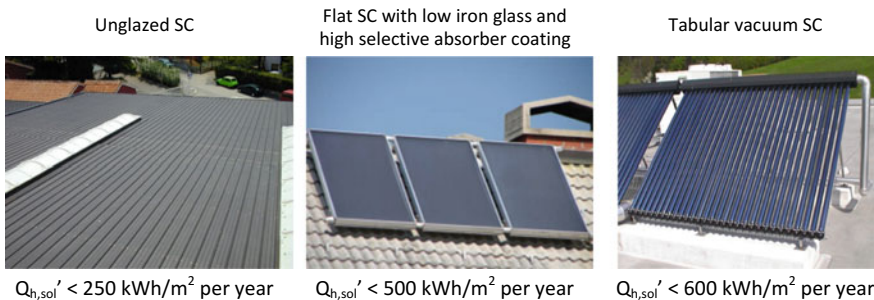 Unglazed SC
Flat SC with low iron glass and
high selective absorber coating
Tabular vacuum SC
Qh,sol' < 250 kWh/m² per year
Qh,sol' < 500 kWh/m² per year
Qh,sol' < 600 kWh/m² per year